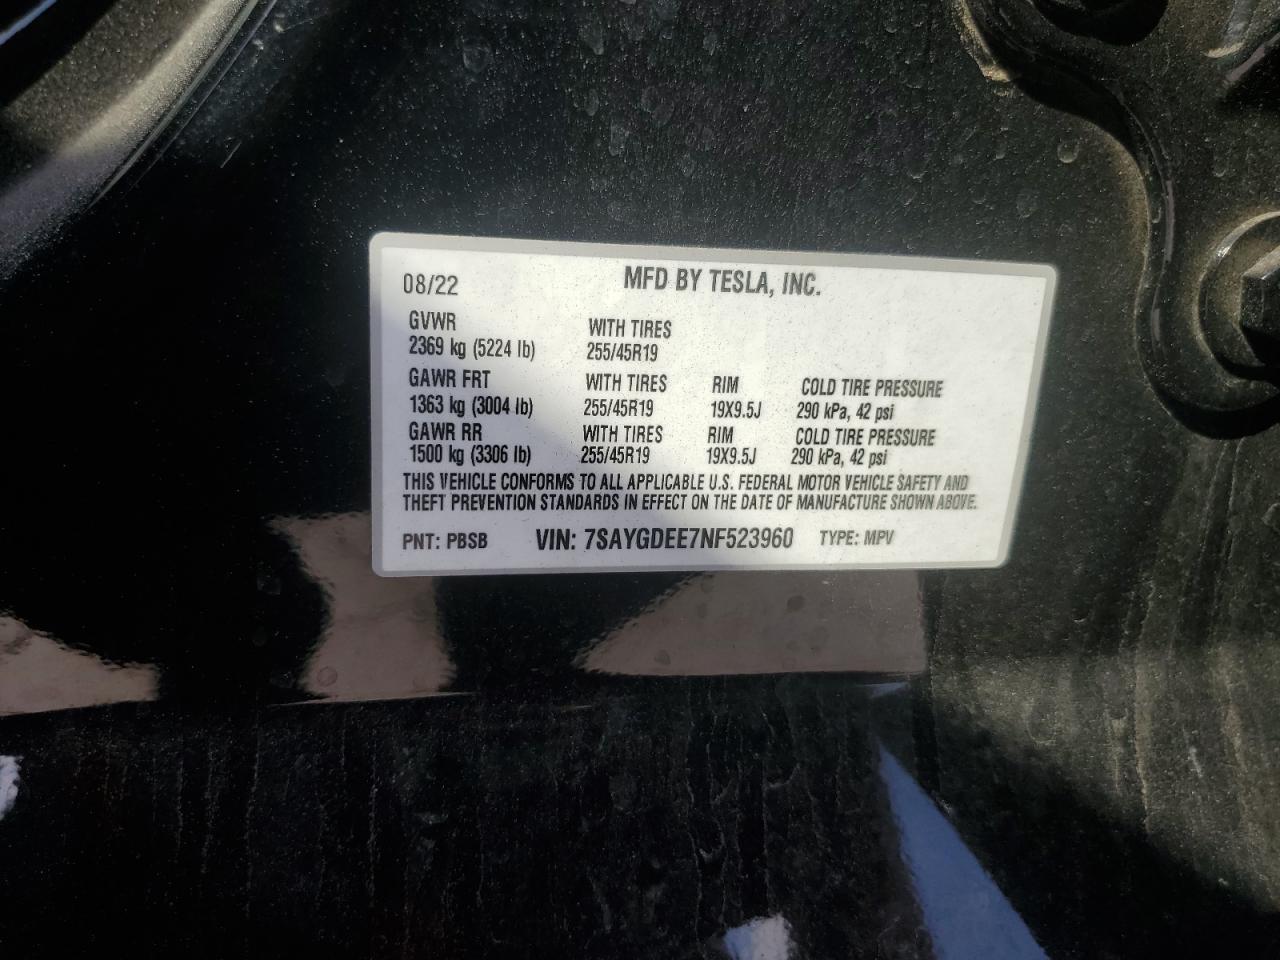 08/22 MFD BY TESLA, INC.
GVWR WITH TIRES
2369 kg (5224 lb) 255/45R19
GAWR FRT WITH TIRES RIM COLD TIRE PRESSURE
1363 kg (3004 lb) 255/45R19 19X9.5J 290 kPa, 42 psi
GAWR RR WITH TIRES RIM COLD TIRE PRESSURE
1500 kg (3306 lb) 255/45R19 19X9.5J 290 kPa, 42 psi
THIS VEHICLE CONFORMS TO ALL APPLICABLE U.S. FEDERAL MOTOR VEHICLE SAFETY AND
THEFT PREVENTION STANDARDS IN EFFECT ON THE DATE OF MANUFACTURE SHOWN ABOVE.
PNT: PBSB VIN: 7SAYGDEE7NF523960 TYPE: MPV